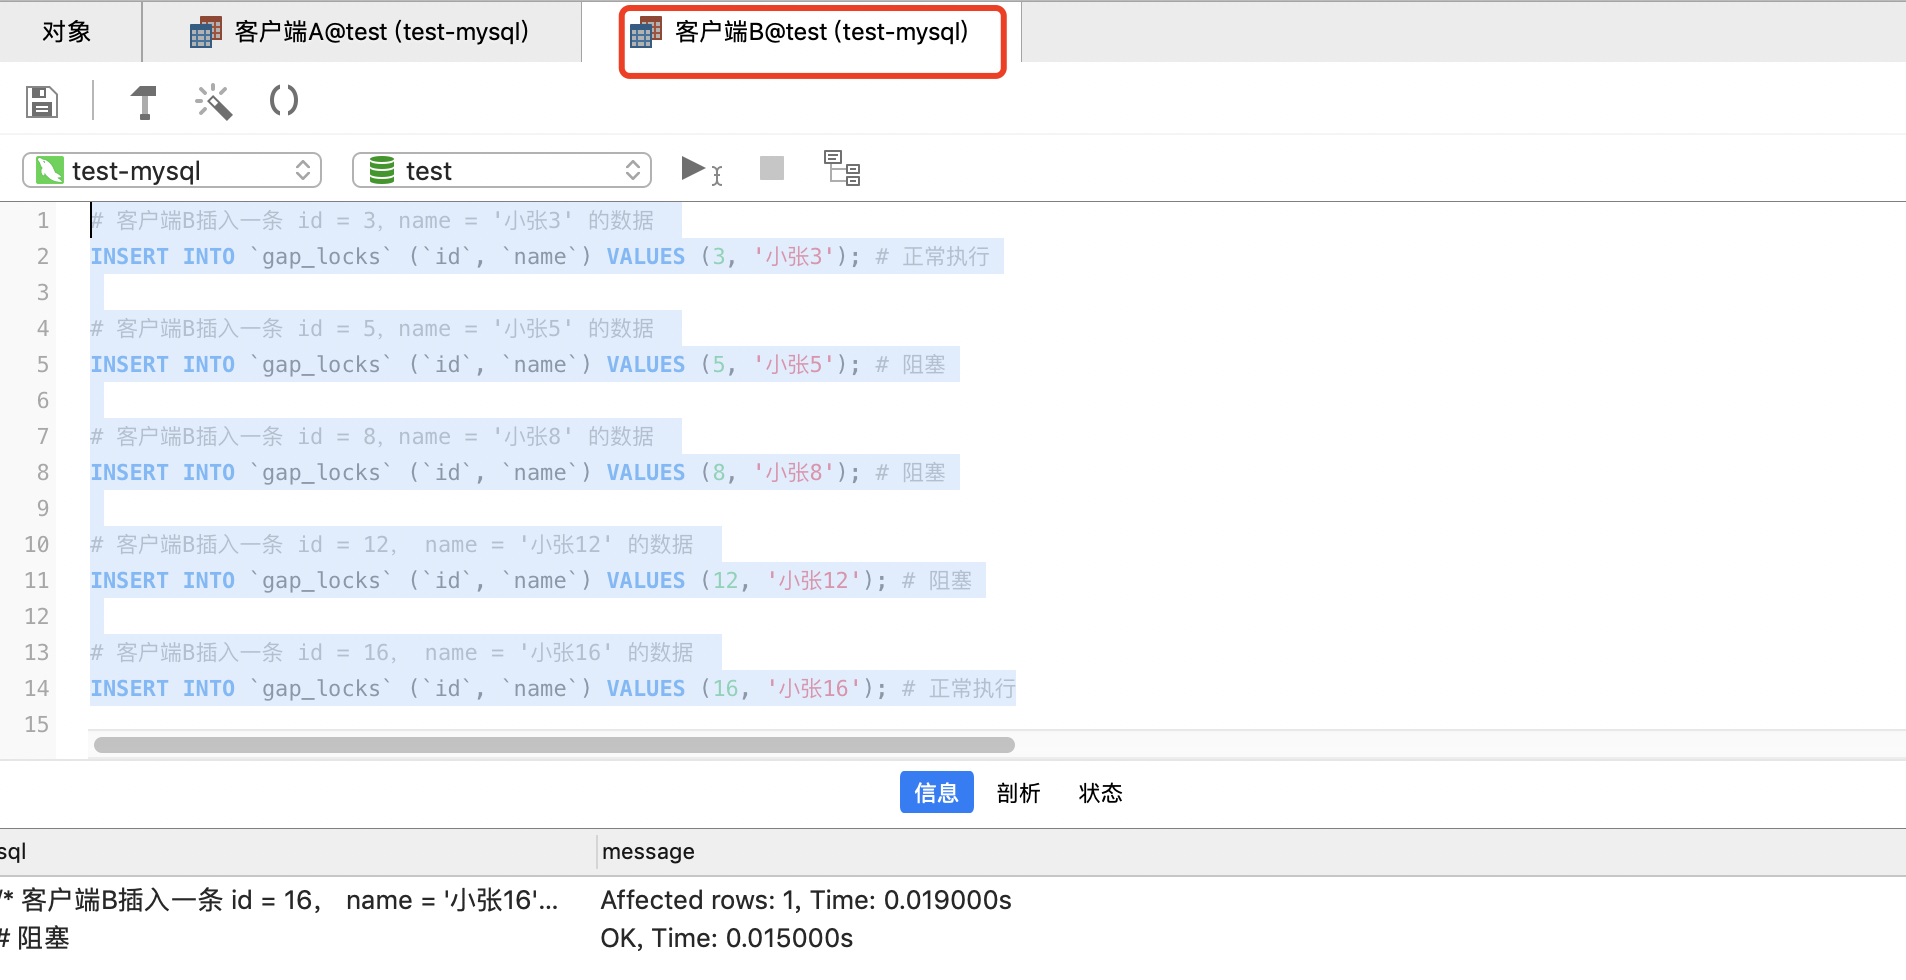 对象
客户端A@test (test-mysql)
客户端B@test (test-mysql)
test-mysql
test
1 # 客户端B插入一条 id = 3，name = '小张3' 的数据
2 INSERT INTO `gap_locks` (`id`, `name`) VALUES (3, '小张3'); # 正常执行
3
4 # 客户端B插入一条 id = 5，name = '小张5' 的数据
5 INSERT INTO `gap_locks` (`id`, `name`) VALUES (5, '小张5'); # 阻塞
6
7 # 客户端B插入一条 id = 8，name = '小张8' 的数据
8 INSERT INTO `gap_locks` (`id`, `name`) VALUES (8, '小张8'); # 阻塞
9
10 # 客户端B插入一条 id = 12， name = '小张12' 的数据
11 INSERT INTO `gap_locks` (`id`, `name`) VALUES (12, '小张12'); # 阻塞
12
13 # 客户端B插入一条 id = 16， name = '小张16' 的数据
14 INSERT INTO `gap_locks` (`id`, `name`) VALUES (16, '小张16'); # 正常执行
15
信息 剖析 状态
sql message
/* 客户端B插入一条 id = 16， name = '小张16'... Affected rows: 1, Time: 0.019000s
# 阻塞 OK, Time: 0.015000s